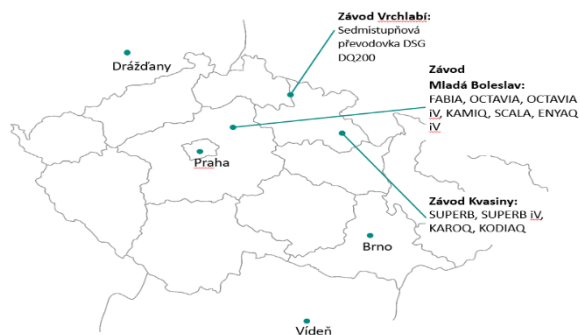 Závod Vrchlabí:
Sedmistupňová
převodovka DSG
DQ200
Drážďany
Závod
Mladá Boleslav:
FABIA, OCTAVIA, OCTAVIA
iV, KAMIQ, SCALA, ENYAQ
iV
Praha
Závod Kvasiny:
SUPERB, SUPERB iV,
KAROQ, KODIAQ
Brno
Vídeň